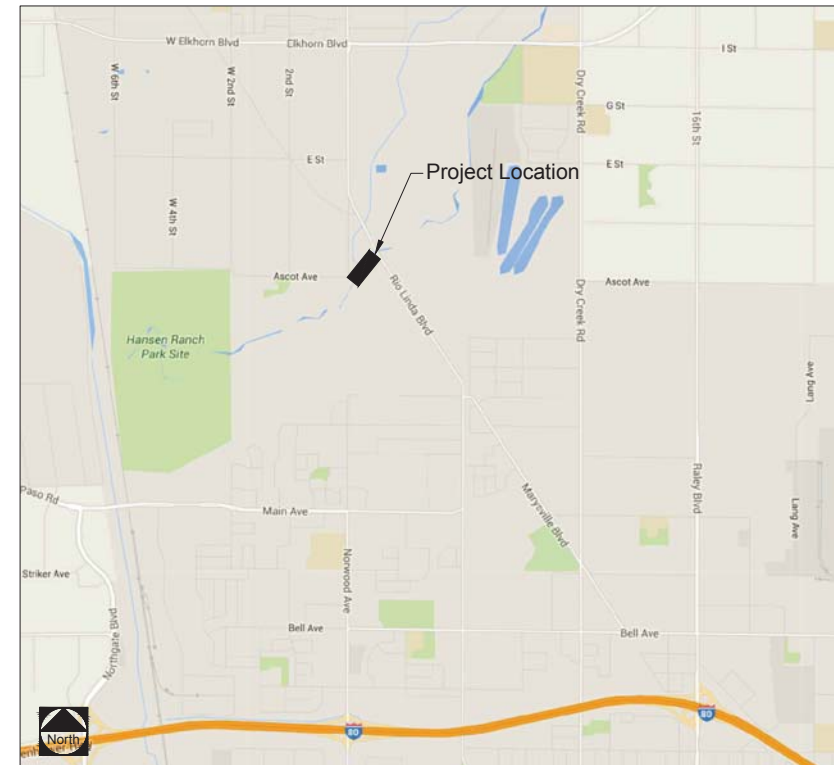 W Elkhorn Blvd
Elkhorn Blvd
I St
W 6th St
W 2nd St
2nd St
Dry Creek Rd
G St
16th St
E St
E St
Project Location
W 4th St
Ascot Ave
Ascot Ave
Rio Linda Blvd
Dry Creek Rd
Hansen Ranch
Park Site
Lang Ave
Paso Rd
Main Ave
Marysville Blvd
Raley Blvd
Lang Ave
Striker Ave
Norwood Ave
Northgate Blvd
Bell Ave
Bell Ave
80
80
North